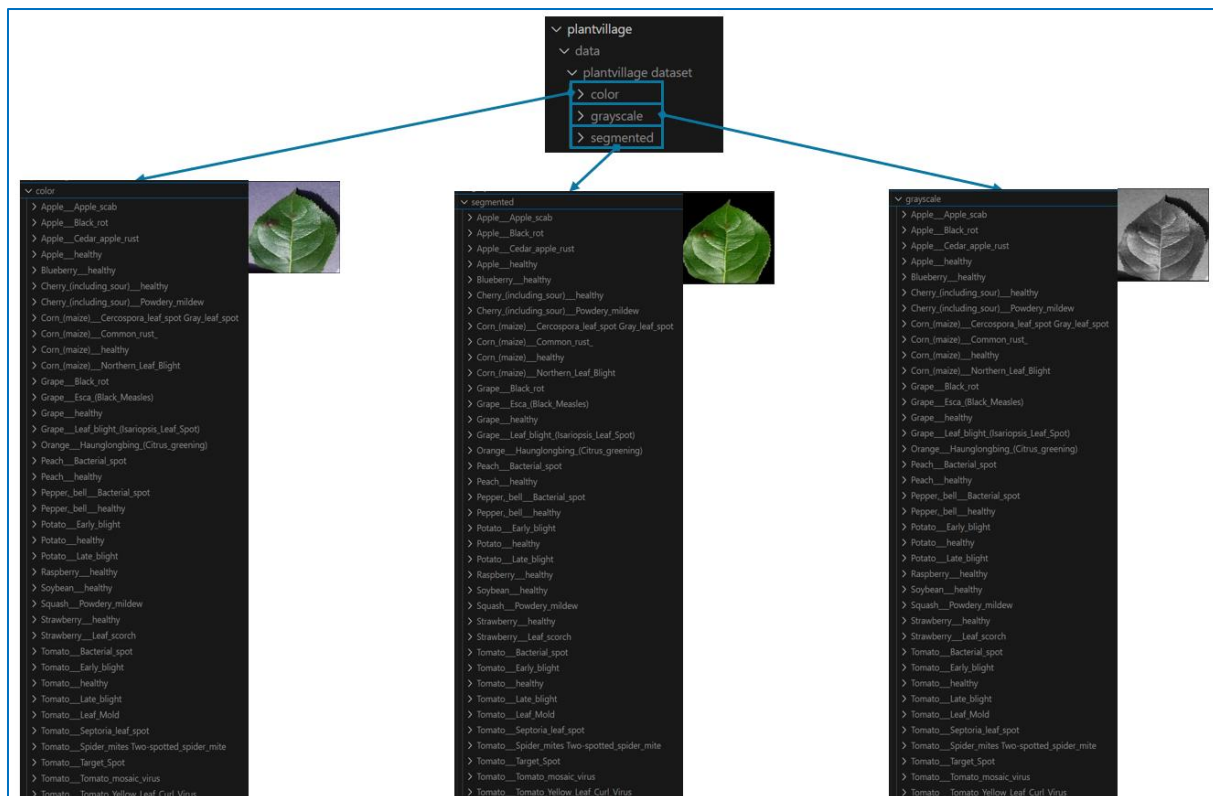 plantvillage
data
plantvillage dataset
color
grayscale
segmented
color
Apple___Apple_scab
Apple___Black_rot
Apple___Cedar_apple_rust
Apple___healthy
Blueberry___healthy
Cherry_(including_sour)___healthy
Cherry_(including_sour)___Powdery_mildew
Corn_(maize)___Cercospora_leaf_spot Gray_leaf_spot
Corn_(maize)___Common_rust_
Corn_(maize)___healthy
Corn_(maize)___Northern_Leaf_Blight
Grape___Black_rot
Grape___Esca_(Black_Measles)
Grape___healthy
Grape___Leaf_blight_(Isariopsis_Leaf_Spot)
Orange___Haunglongbing_(Citrus_greening)
Peach___Bacterial_spot
Peach___healthy
Pepper,_bell___Bacterial_spot
Pepper,_bell___healthy
Potato___Early_blight
Potato___healthy
Potato___Late_blight
Raspberry___healthy
Soybean___healthy
Squash___Powdery_mildew
Strawberry___healthy
Strawberry___Leaf_scorch
Tomato___Bacterial_spot
Tomato___Early_blight
Tomato___healthy
Tomato___Late_blight
Tomato___Leaf_Mold
Tomato___Septoria_leaf_spot
Tomato___Spider_mites Two-spotted_spider_mite
Tomato___Target_Spot
Tomato___Tomato_mosaic_virus
Tomato___Tomato_Yellow_Leaf_Curl_Virus
segmented
Apple___Apple_scab
Apple___Black_rot
Apple___Cedar_apple_rust
Apple___healthy
Blueberry___healthy
Cherry_(including_sour)___healthy
Cherry_(including_sour)___Powdery_mildew
Corn_(maize)___Cercospora_leaf_spot Gray_leaf_spot
Corn_(maize)___Common_rust_
Corn_(maize)___healthy
Corn_(maize)___Northern_Leaf_Blight
Grape___Black_rot
Grape___Esca_(Black_Measles)
Grape___healthy
Grape___Leaf_blight_(Isariopsis_Leaf_Spot)
Orange___Haunglongbing_(Citrus_greening)
Peach___Bacterial_spot
Peach___healthy
Pepper,_bell___Bacterial_spot
Pepper,_bell___healthy
Potato___Early_blight
Potato___healthy
Potato___Late_blight
Raspberry___healthy
Soybean___healthy
Squash___Powdery_mildew
Strawberry___healthy
Strawberry___Leaf_scorch
Tomato___Bacterial_spot
Tomato___Early_blight
Tomato___healthy
Tomato___Late_blight
Tomato___Leaf_Mold
Tomato___Septoria_leaf_spot
Tomato___Spider_mites Two-spotted_spider_mite
Tomato___Target_Spot
Tomato___Tomato_mosaic_virus
Tomato___Tomato_Yellow_Leaf_Curl_Virus
grayscale
Apple___Apple_scab
Apple___Black_rot
Apple___Cedar_apple_rust
Apple___healthy
Blueberry___healthy
Cherry_(including_sour)___healthy
Cherry_(including_sour)___Powdery_mildew
Corn_(maize)___Cercospora_leaf_spot Gray_leaf_spot
Corn_(maize)___Common_rust_
Corn_(maize)___healthy
Corn_(maize)___Northern_Leaf_Blight
Grape___Black_rot
Grape___Esca_(Black_Measles)
Grape___healthy
Grape___Leaf_blight_(Isariopsis_Leaf_Spot)
Orange___Haunglongbing_(Citrus_greening)
Peach___Bacterial_spot
Peach___healthy
Pepper,_bell___Bacterial_spot
Pepper,_bell___healthy
Potato___Early_blight
Potato___healthy
Potato___Late_blight
Raspberry___healthy
Soybean___healthy
Squash___Powdery_mildew
Strawberry___healthy
Strawberry___Leaf_scorch
Tomato___Bacterial_spot
Tomato___Early_blight
Tomato___healthy
Tomato___Late_blight
Tomato___Leaf_Mold
Tomato___Septoria_leaf_spot
Tomato___Spider_mites Two-spotted_spider_mite
Tomato___Target_Spot
Tomato___Tomato_mosaic_virus
Tomato___Tomato_Yellow_Leaf_Curl_Virus